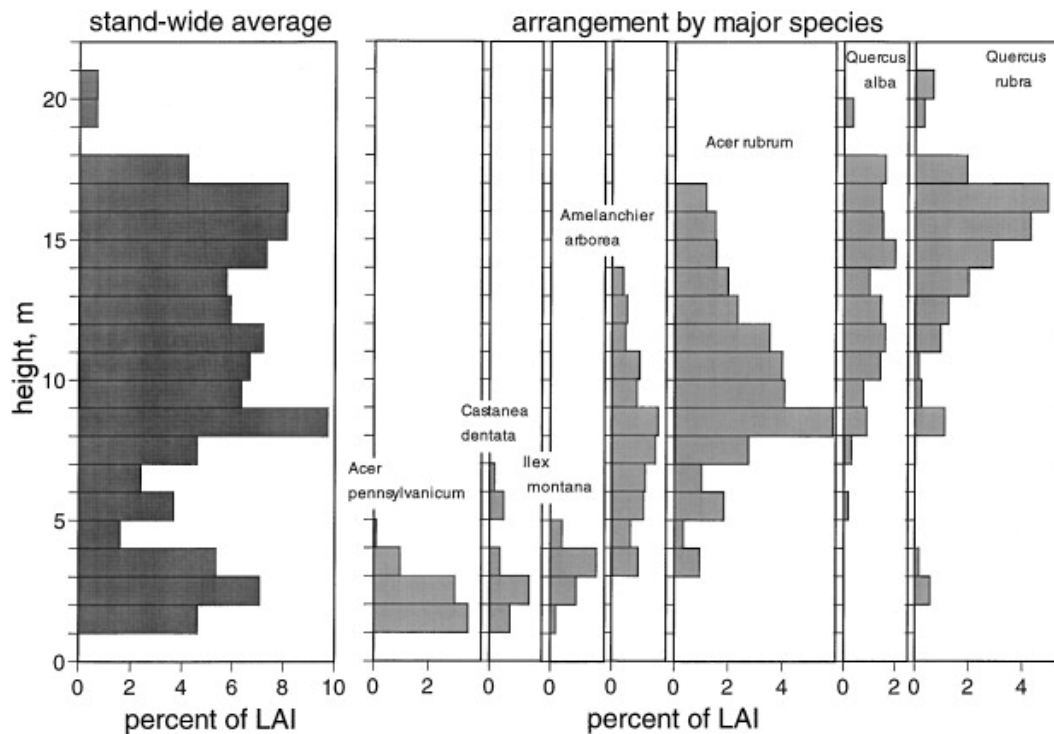 stand-wide average
arrangement by major species
height, m
20
15
10
5
0
0 2 4 6 8 10
percent of LAI
Acer
pennsylvanicum
Castanea
dentata
Ilex
montana
Amelanchier
arborea
Acer rubrum
Quercus
alba
Quercus
rubra
0 2 0 0 0 0 2 4 0 2 0 2 4
percent of LAI